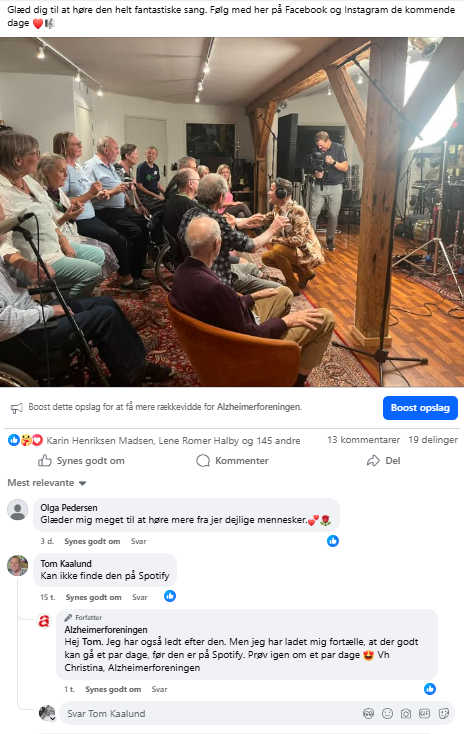 Glæd dig til at høre den helt fantastiske sang. Følg med her på Facebook og Instagram de kommende
dage ❤️🎼
Boost dette opslag for at få mere rækkevidde for Alzheimerforeningen.
Boost opslag
Karin Henriksen Madsen, Lene Romer Halby og 145 andre
13 kommentarer 19 delinger
Synes godt om
Kommenter
Del
Mest relevante
Olga Pedersen
Glæder mig meget til at høre mere fra jer dejlige mennesker.💕🌹
3 d. Synes godt om Svar
Tom Kaalund
Kan ikke finde den på Spotify
15 t. Synes godt om Svar
a
Forfatter
Alzheimerforeningen
Hej Tom. Jeg har også ledt efter den. Men jeg har ladet mig fortælle, at der godt
kan gå et par dage, før den er på Spotify. Prøv igen om et par dage 😍 Vh
Christina, Alzheimerforeningen
1 t. Synes godt om Svar
Svar Tom Kaalund
GIF